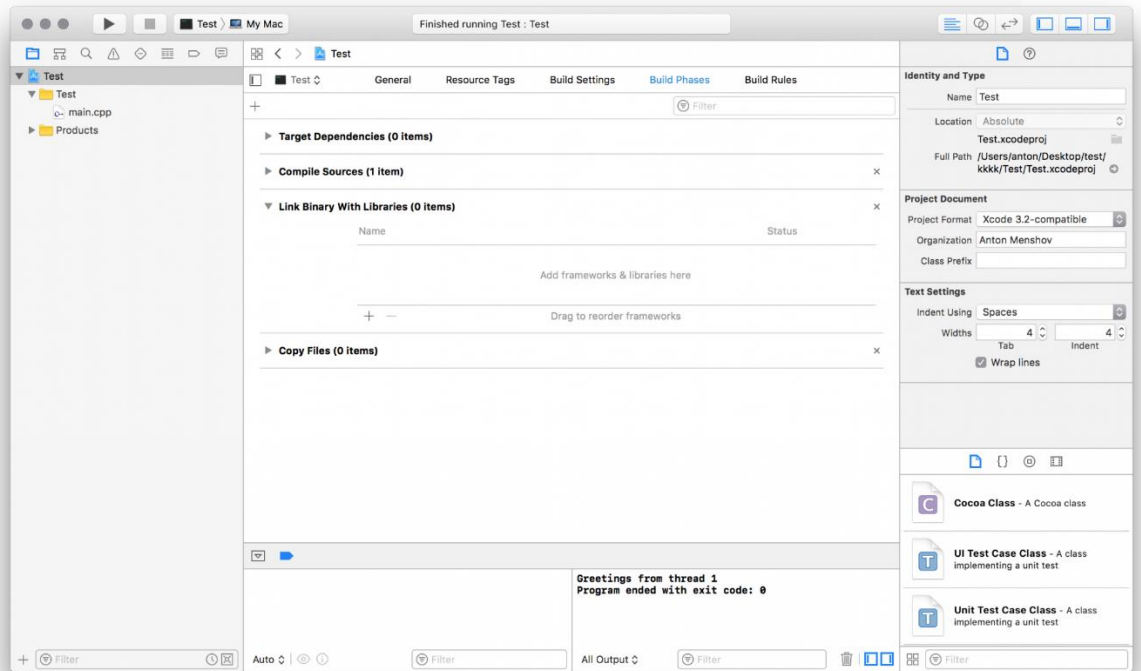 Test
My Mac
Finished running Test : Test
Test
Test
main.cpp
Products
Test
Test
General
Resource Tags
Build Settings
Build Phases
Build Rules
Filter
Target Dependencies (0 items)
Compile Sources (1 item)
Link Binary With Libraries (0 items)
Name
Status
Add frameworks & libraries here
Drag to reorder frameworks
Copy Files (0 items)
Greetings from thread 1
Program ended with exit code: 0
Filter
Auto
Filter
All Output
Filter
Identity and Type
Name Test
Location Absolute
Test.xcodeproj
Full Path /Users/anton/Desktop/test/
kkkk/Test/Test.xcodeproj
Project Document
Project Format Xcode 3.2-compatible
Organization Anton Menshov
Class Prefix
Text Settings
Indent Using Spaces
Widths 4 4
Tab Indent
Wrap lines
C Cocoa Class - A Cocoa class
T UI Test Case Class - A class
implementing a unit test
T Unit Test Case Class - A class
implementing a unit test
Filter